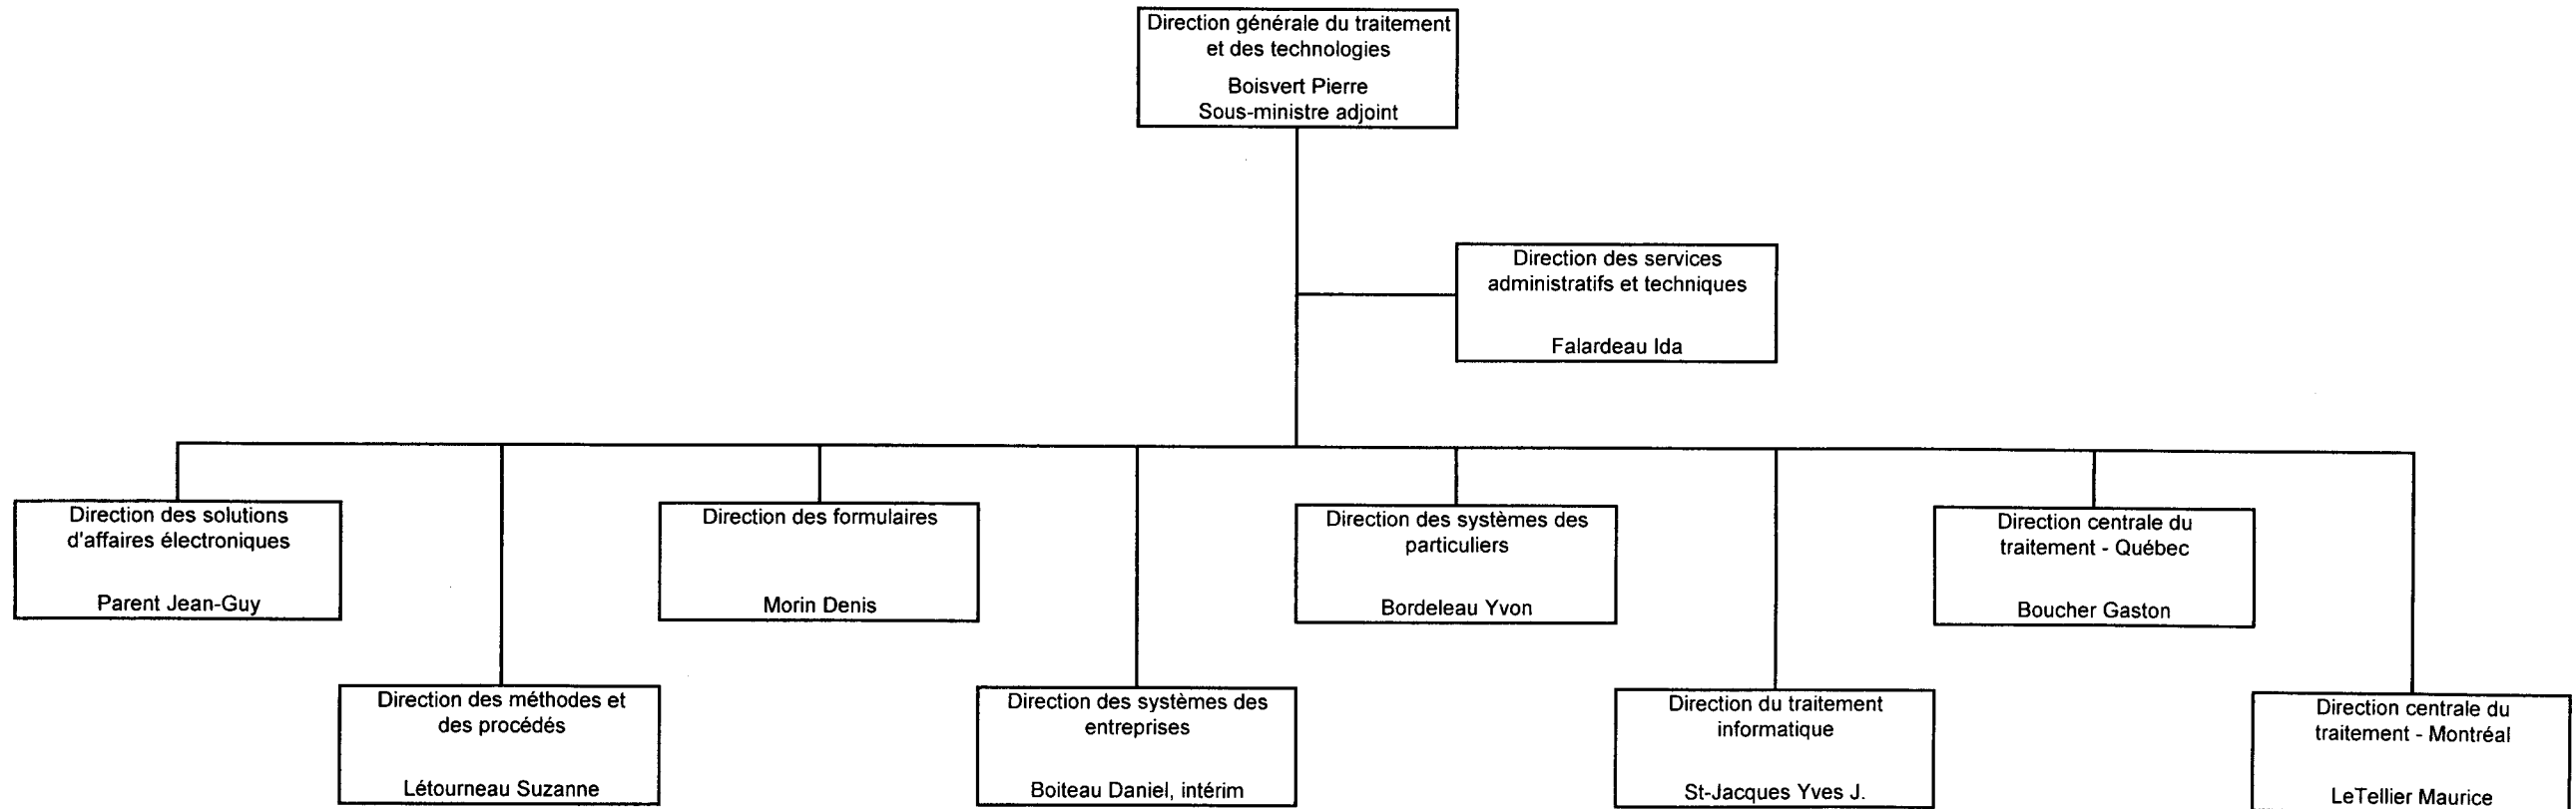 Direction générale du traitement
et des technologies
Boisvert Pierre
Sous-ministre adjoint
Direction des services
administratifs et techniques
Falardeau Ida
Direction des solutions
d'affaires électroniques
Parent Jean-Guy
Direction des formulaires
Morin Denis
Direction des systèmes des
particuliers
Bordeleau Yvon
Direction centrale du
traitement - Québec
Boucher Gaston
Direction des méthodes et
des procédés
Létourneau Suzanne
Direction des systèmes des
entreprises
Boiteau Daniel, intérim
Direction du traitement
informatique
St-Jacques Yves J.
Direction centrale du
traitement - Montréal
LeTellier Maurice